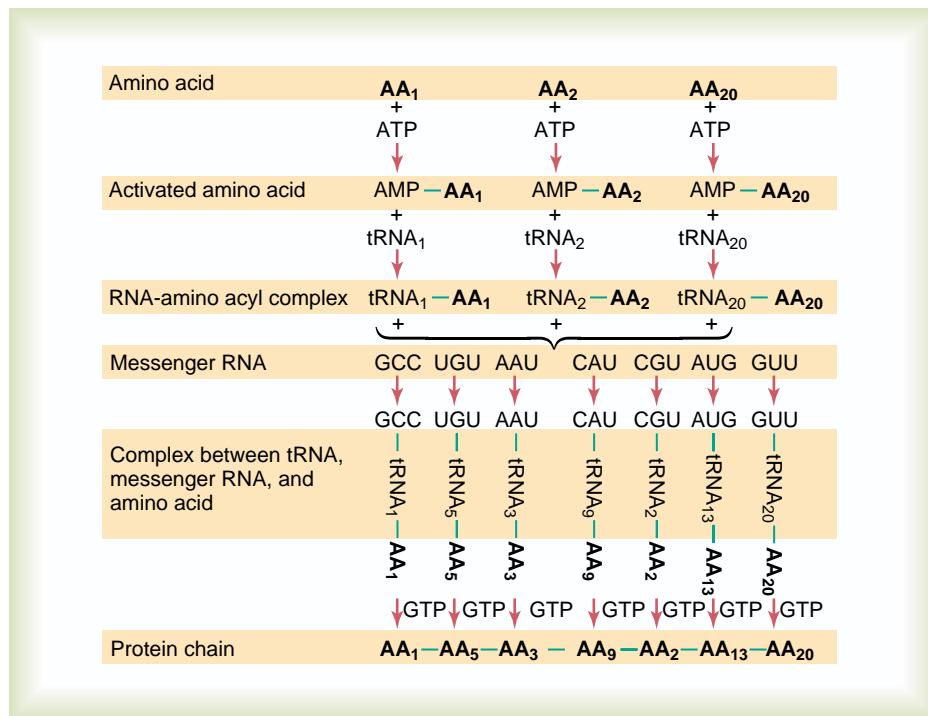 Amino acid AA₁ AA₂ AA₂₀
+ + +
ATP ATP ATP
Activated amino acid AMP — AA₁ AMP — AA₂ AMP — AA₂₀
+ + +
tRNA₁ tRNA₂ tRNA₂₀
RNA-amino acyl complex tRNA₁ — AA₁ tRNA₂ — AA₂ tRNA₂₀ — AA₂₀
+ + +
Messenger RNA GCC UGU AAU CAU CGU AUG GUU
GCC UGU AAU CAU CGU AUG GUU
Complex between tRNA,
messenger RNA, and
amino acid
tRNA₁ tRNA₅ tRNA₃ tRNA₉ tRNA₂ tRNA₁₃ tRNA₂₀
AA₁ AA₅ AA₃ AA₉ AA₂ AA₁₃ AA₂₀
GTP GTP GTP GTP GTP GTP GTP
Protein chain AA₁ — AA₅ — AA₃ — AA₉ — AA₂ — AA₁₃ — AA₂₀